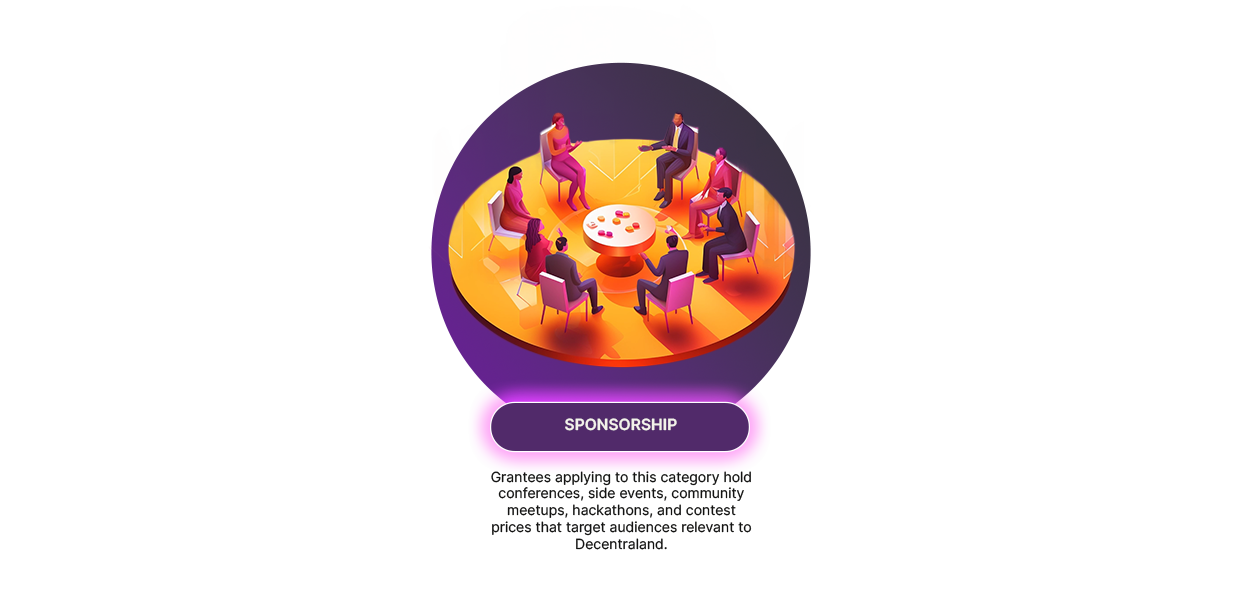 SPONSORSHIP
Grantees applying to this category hold
conferences, side events, community
meetups, hackathons, and contest
prices that target audiences relevant to
Decentraland.